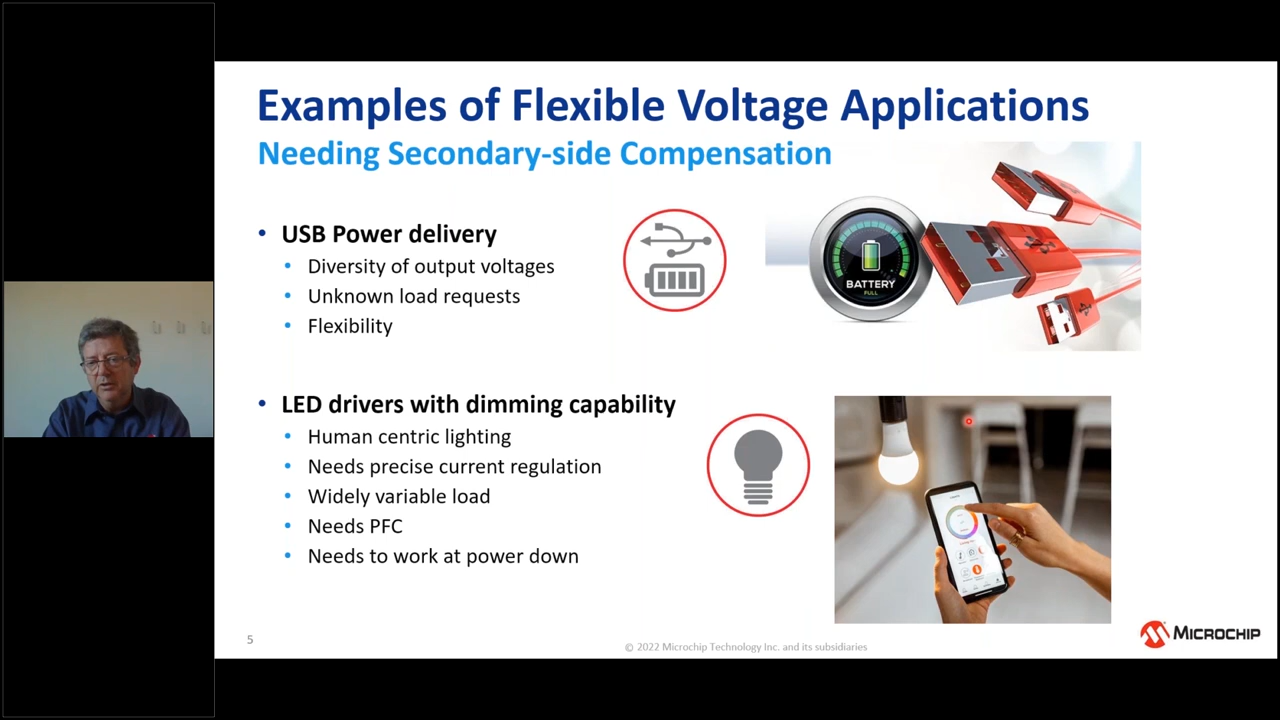 Examples of Flexible Voltage Applications
Needing Secondary-side Compensation
• USB Power delivery
• Diversity of output voltages
• Unknown load requests
• Flexibility
BATTERY
FULL
• LED drivers with dimming capability
• Human centric lighting
• Needs precise current regulation
• Widely variable load
• Needs PFC
• Needs to work at power down
5
© 2022 Microchip Technology Inc. and its subsidiaries
MICROCHIP